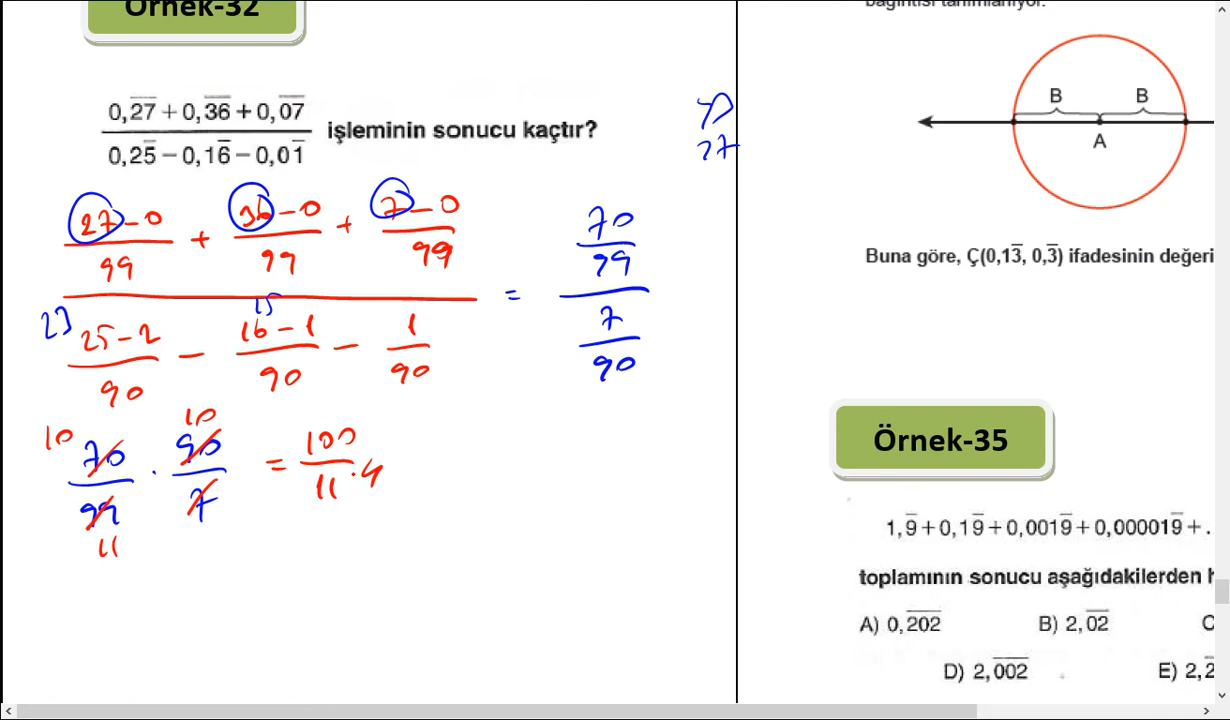 Örnek-32
0,2̅7̅ + 0,3̅6̅ + 0,0̅7̅ / 0,25̅ − 0,16̅ − 0,01̅ işleminin sonucu kaçtır?
27
27-0/99 + 36-0/99 + 7-0/99 = 70/99
23 15
25-2/90 − 16-1/90 − 1/90 7/90
10 10
70/99 · 90/7 = 100/11 · 4
11
bağıntısı tanımlanıyor.
B B
A
Buna göre, Ç(0,13̅, 0,3̅) ifadesinin değeri
Örnek-35
1,9̅ + 0,19̅ + 0,0019̅ + 0,000019̅ + .
toplamının sonucu aşağıdakilerden
A) 0,2̅0̅2̅ B) 2,0̅2̅ C
D) 2,0̅0̅2̅ E) 2,2̅